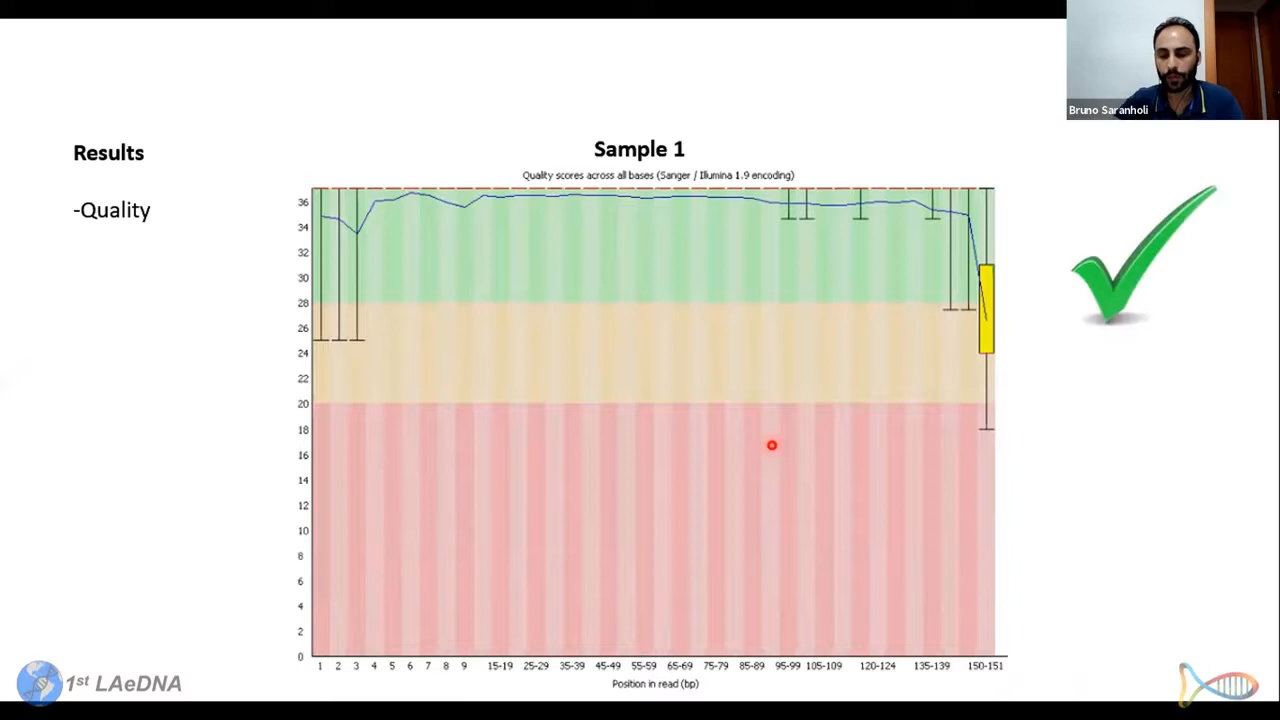 Bruno Saranholi
Results
-Quality
Sample 1
Quality scores across all bases (Sanger / Illumina 1.9 encoding)
36
34
32
30
28
26
24
22
20
18
16
14
12
10
8
6
4
2
0
1 2 3 4 5 6 7 8 9 15-19 25-29 35-39 45-49 55-59 65-69 75-79 85-89 95-99 105-109 120-124 135-139 150-151
Position in read (bp)
1st LAeDNA